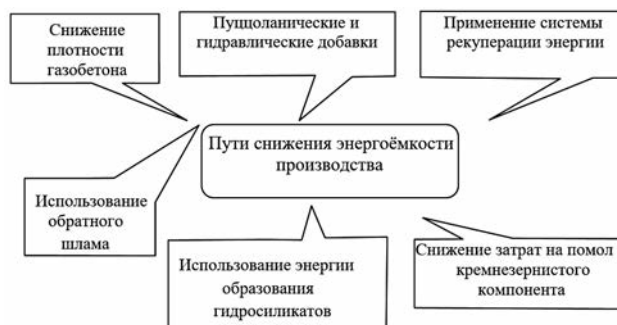 Снижение
плотности
газобетона
Пуццоланические и
гидравлические добавки
Применение системы
рекуперации энергии
Пути снижения энергоёмкости
производства
Использование
обратного
шлама
Использование энергии
образования
гидросиликатов
Снижение затрат на помол
кремнезернистого
компонента